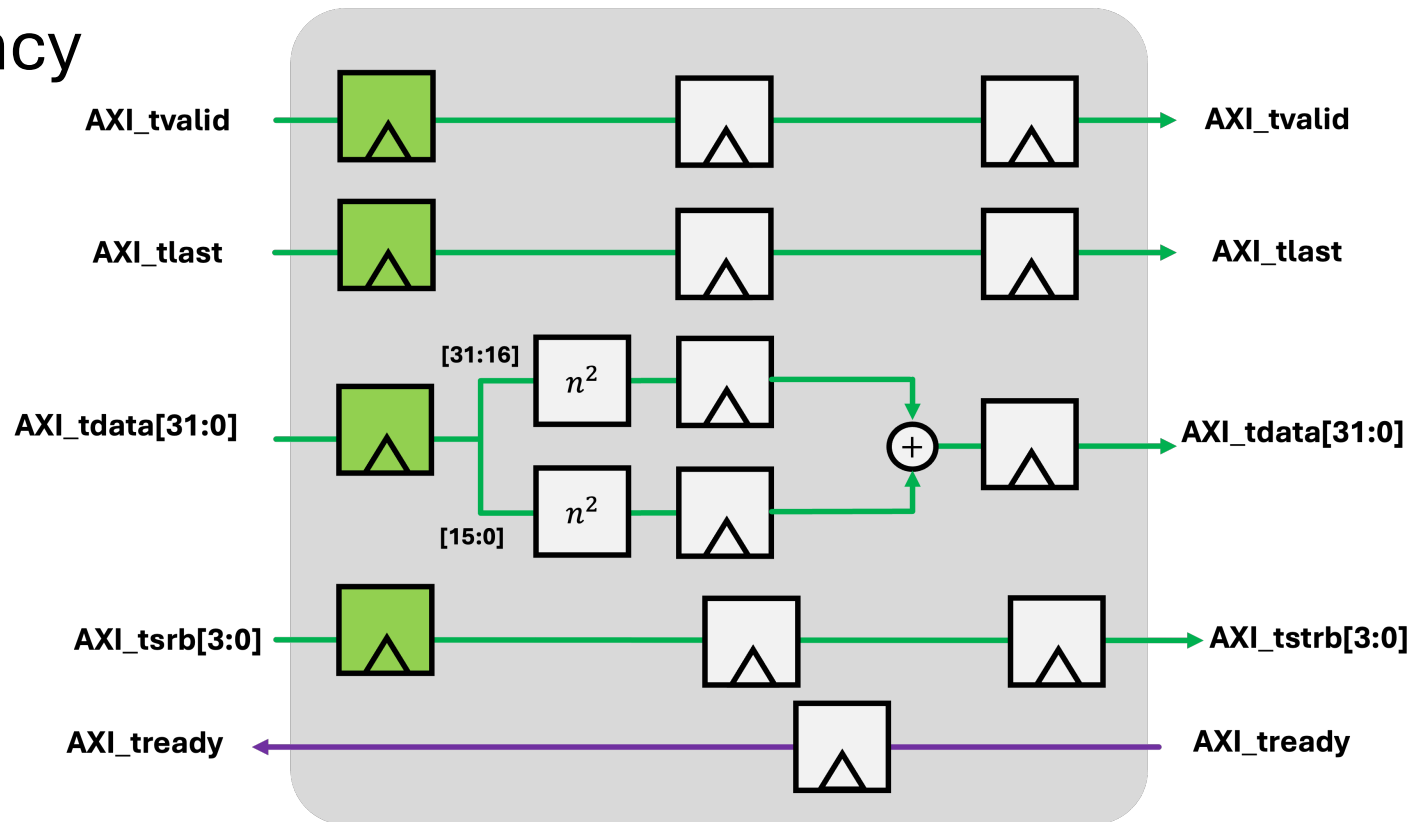 ncy
AXI_tvalid
AXI_tvalid
AXI_tlast
AXI_tlast
[31:16]
n²
AXI_tdata[31:0]
+
AXI_tdata[31:0]
n²
[15:0]
AXI_tsrb[3:0]
AXI_tstrb[3:0]
AXI_tready
AXI_tready